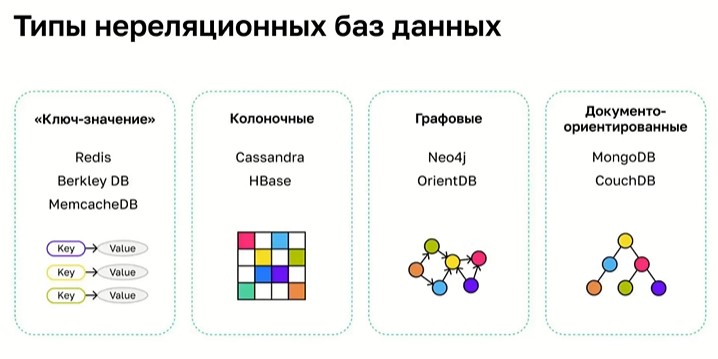 Типы нереляционных баз данных
«Ключ-значение»
Redis
Berkley DB
MemcacheDB
Key Value
Key Value
Key Value
Колоночные
Cassandra
HBase
Графовые
Neo4j
OrientDB
Документо-
ориентированные
MongoDB
CouchDB